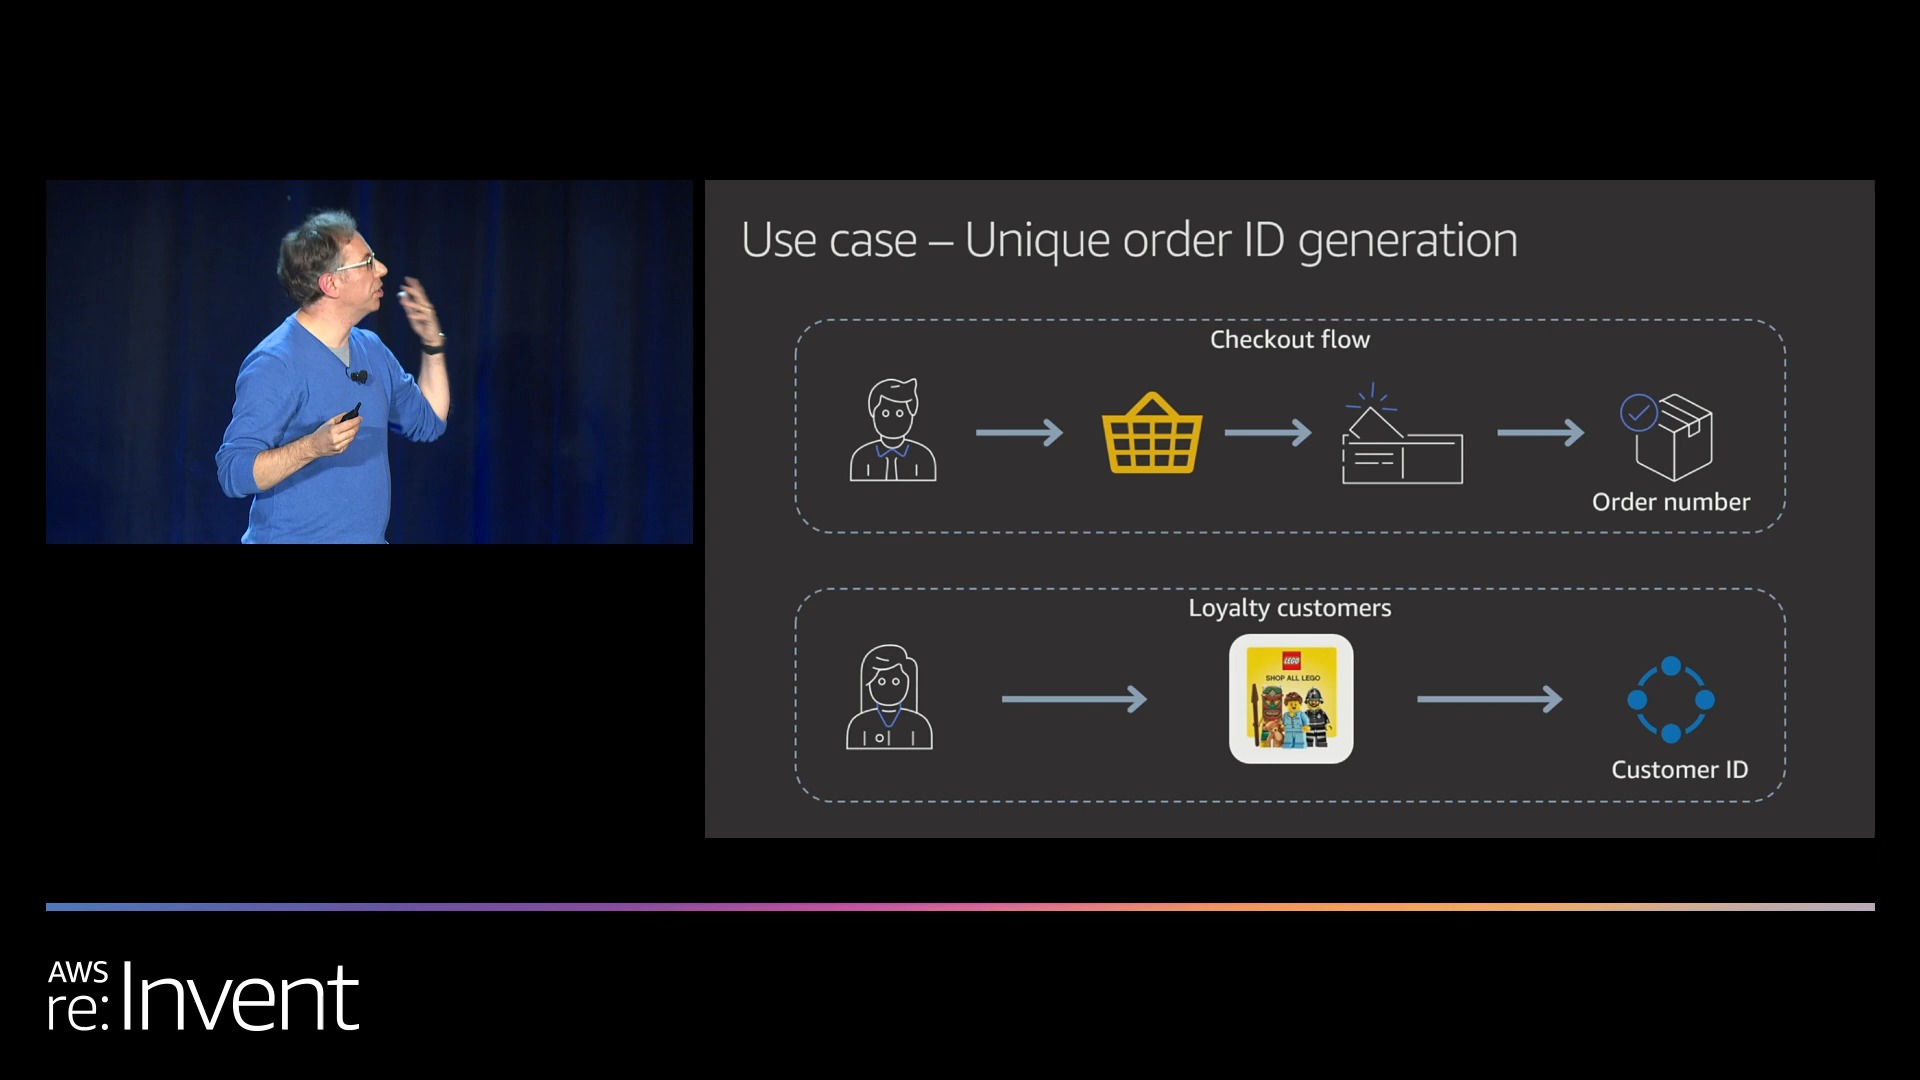 Use case – Unique order ID generation
Checkout flow
Order number
Loyalty customers
LEGO
SHOP ALL LEGO
Customer ID
AWS
re:Invent